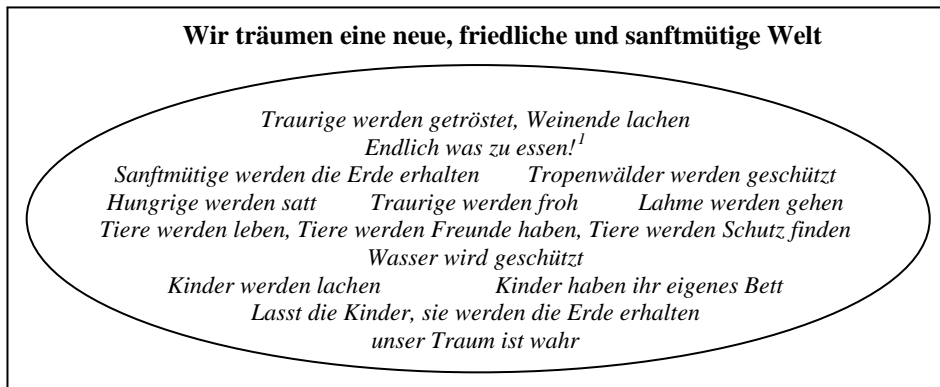 Wir träumen eine neue, friedliche und sanftmütige Welt
Traurige werden getröstet, Weinende lachen
Endlich was zu essen!¹
Sanftmütige werden die Erde erhalten Tropenwälder werden geschützt
Hungrige werden satt Traurige werden froh Lahme werden gehen
Tiere werden leben, Tiere werden Freunde haben, Tiere werden Schutz finden
Wasser wird geschützt
Kinder werden lachen Kinder haben ihr eigenes Bett
Lasst die Kinder, sie werden die Erde erhalten
unser Traum ist wahr